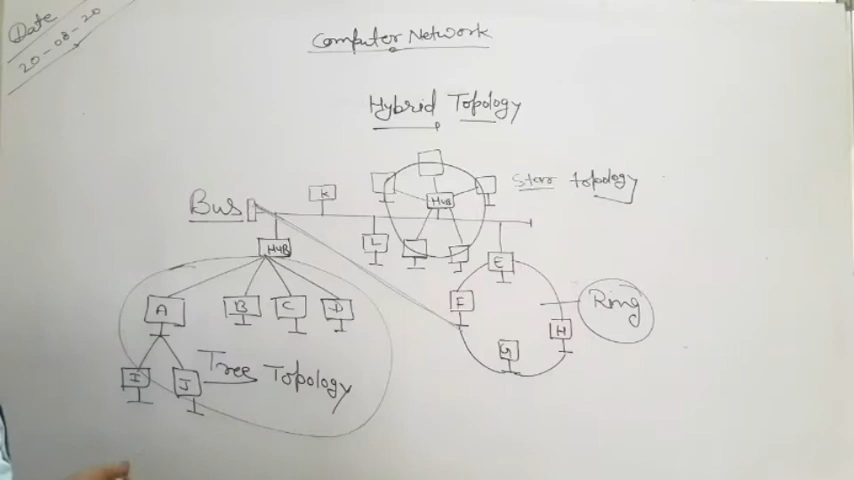 Date
20-08-20
Computer Network
Hybrid Topology
Star topology
Bus
K
HUB
L
HUB
E
A
B
C
D
F
Ring
H
G
I
J
Tree Topology